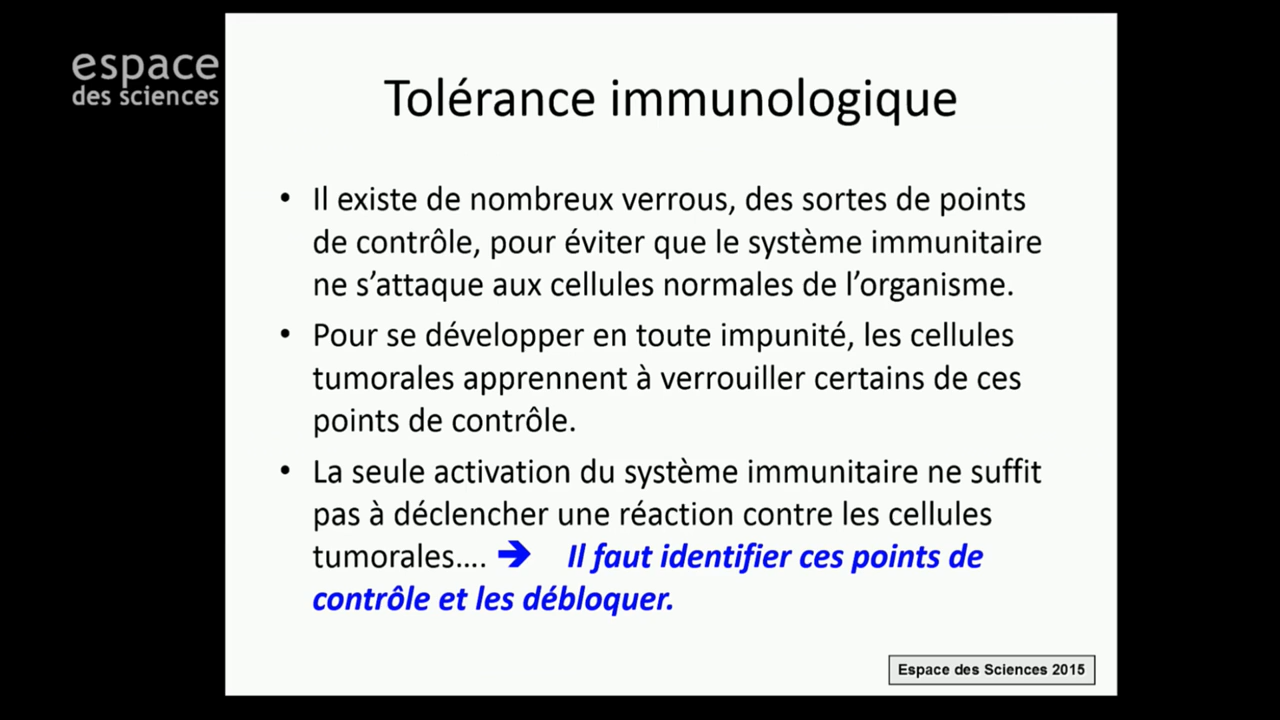 espace
des sciences
Tolérance immunologique
• Il existe de nombreux verrous, des sortes de points
de contrôle, pour éviter que le système immunitaire
ne s’attaque aux cellules normales de l’organisme.
• Pour se développer en toute impunité, les cellules
tumorales apprennent à verrouiller certains de ces
points de contrôle.
• La seule activation du système immunitaire ne suffit
pas à déclencher une réaction contre les cellules
tumorales…. ➔ Il faut identifier ces points de
contrôle et les débloquer.
Espace des Sciences 2015